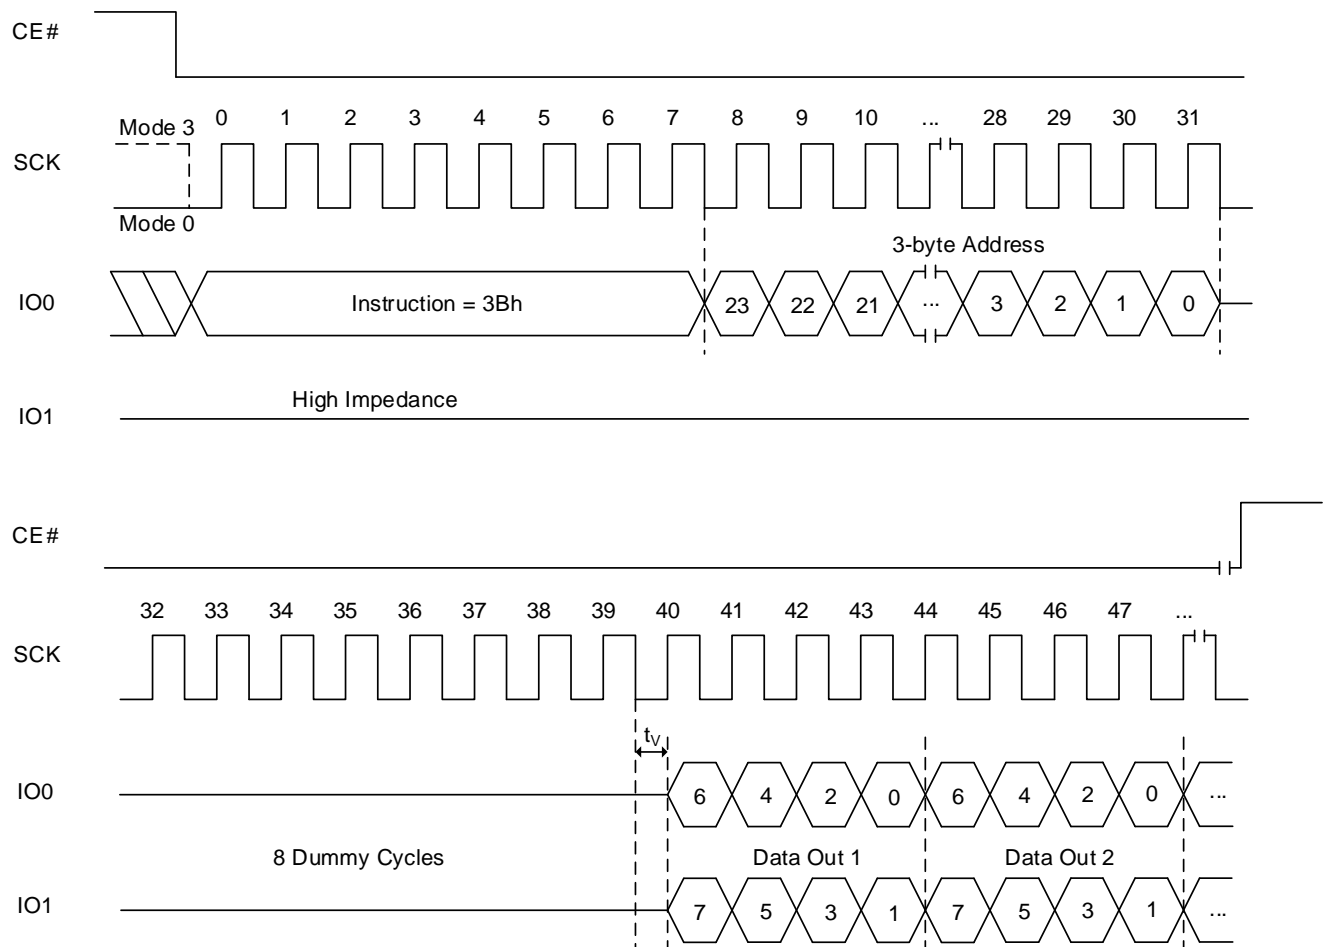 CE#
Mode 3 0 1 2 3 4 5 6 7 8 9 10 ... 28 29 30 31
SCK
Mode 0
3-byte Address
IO0 Instruction = 3Bh 23 22 21 ... 3 2 1 0
High Impedance
IO1
CE#
32 33 34 35 36 37 38 39 40 41 42 43 44 45 46 47 ...
SCK
tV
IO0 6 4 2 0 6 4 2 0 ...
8 Dummy Cycles Data Out 1 Data Out 2
IO1 7 5 3 1 7 5 3 1 ...